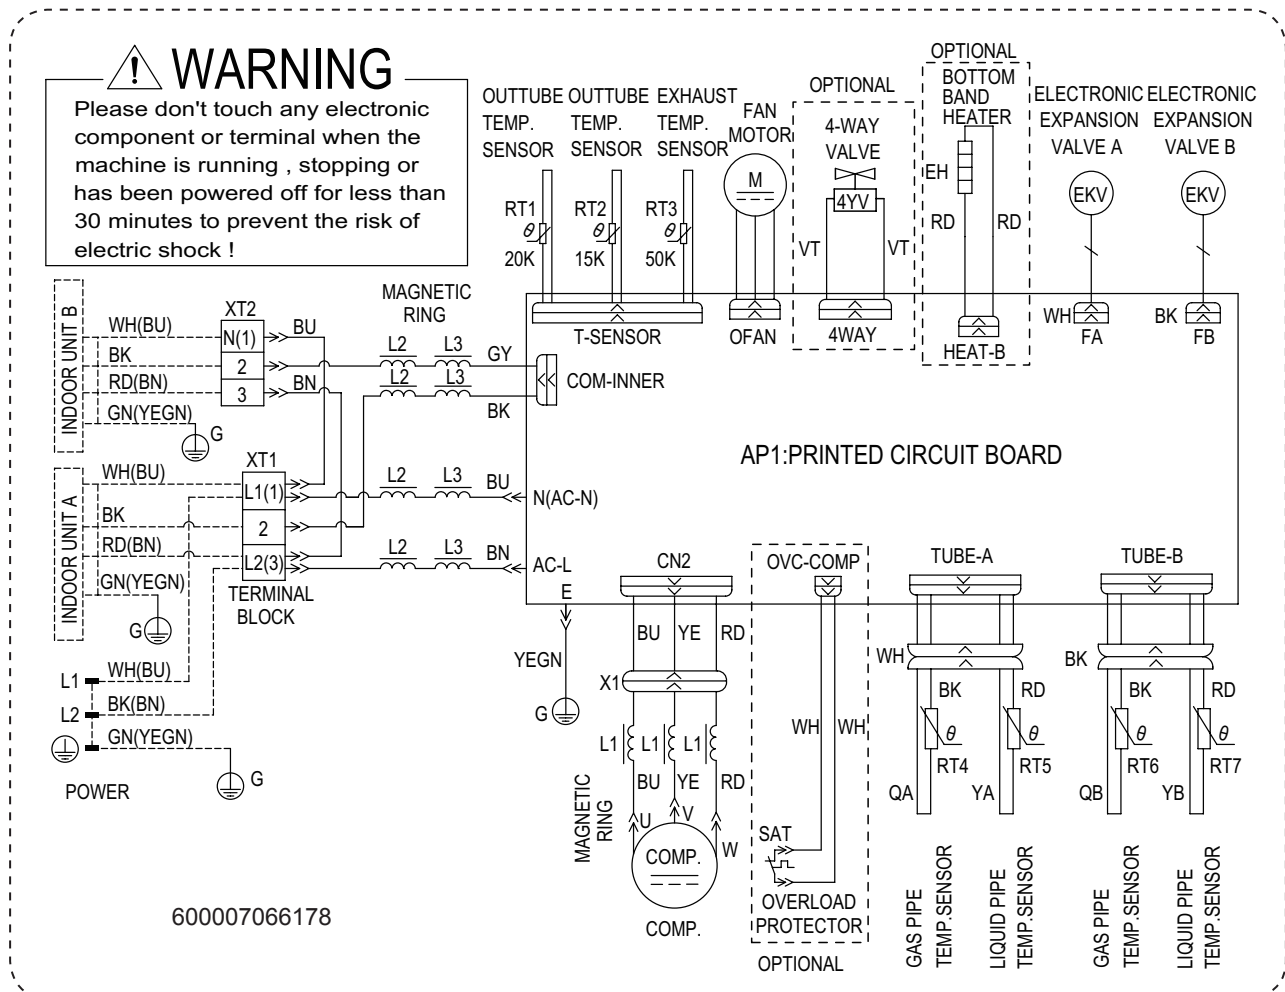 WARNING
Please don't touch any electronic
component or terminal when the
machine is running , stopping or
has been powered off for less than
30 minutes to prevent the risk of
electric shock !
OUTTUBE
TEMP.
SENSOR
OUTTUBE
TEMP.
SENSOR
EXHAUST
TEMP.
SENSOR
FAN
MOTOR
OPTIONAL
4-WAY
VALVE
OPTIONAL
BOTTOM
BAND
HEATER
ELECTRONIC
EXPANSION
VALVE A
ELECTRONIC
EXPANSION
VALVE B
RT1
θ
20K
RT2
θ
15K
RT3
θ
50K
M
4YV
VT
VT
EH
RD
RD
EKV
EKV
WH
BK
T-SENSOR
OFAN
4WAY
HEAT-B
FA
FB
INDOOR UNIT B
WH(BU)
BK
RD(BN)
GN(YEGN)
G
XT2
N(1)
2
3
BU
BN
MAGNETIC
RING
L2
L3
GY
L2
L3
BK
COM-INNER
AP1:PRINTED CIRCUIT BOARD
INDOOR UNIT A
WH(BU)
BK
RD(BN)
GN(YEGN)
G
XT1
L1(1)
2
L2(3)
TERMINAL
BLOCK
L2
L3
BU
N(AC-N)
L2
L3
BN
AC-L
E
YEGN
G
L1
WH(BU)
L2
BK(BN)
GN(YEGN)
G
POWER
CN2
BU
YE
RD
X1
L1
L1
L1
BU
YE
RD
MAGNETIC
RING
U
V
W
COMP.
COMP.
OVC-COMP
WH
WH
SAT
OVERLOAD
PROTECTOR
OPTIONAL
TUBE-A
WH
BK
RD
θ
θ
RT4
RT5
QA
YA
GAS PIPE
TEMP.SENSOR
LIQUID PIPE
TEMP.SENSOR
TUBE-B
BK
BK
RD
θ
θ
RT6
RT7
QB
YB
GAS PIPE
TEMP.SENSOR
LIQUID PIPE
TEMP.SENSOR
600007066178